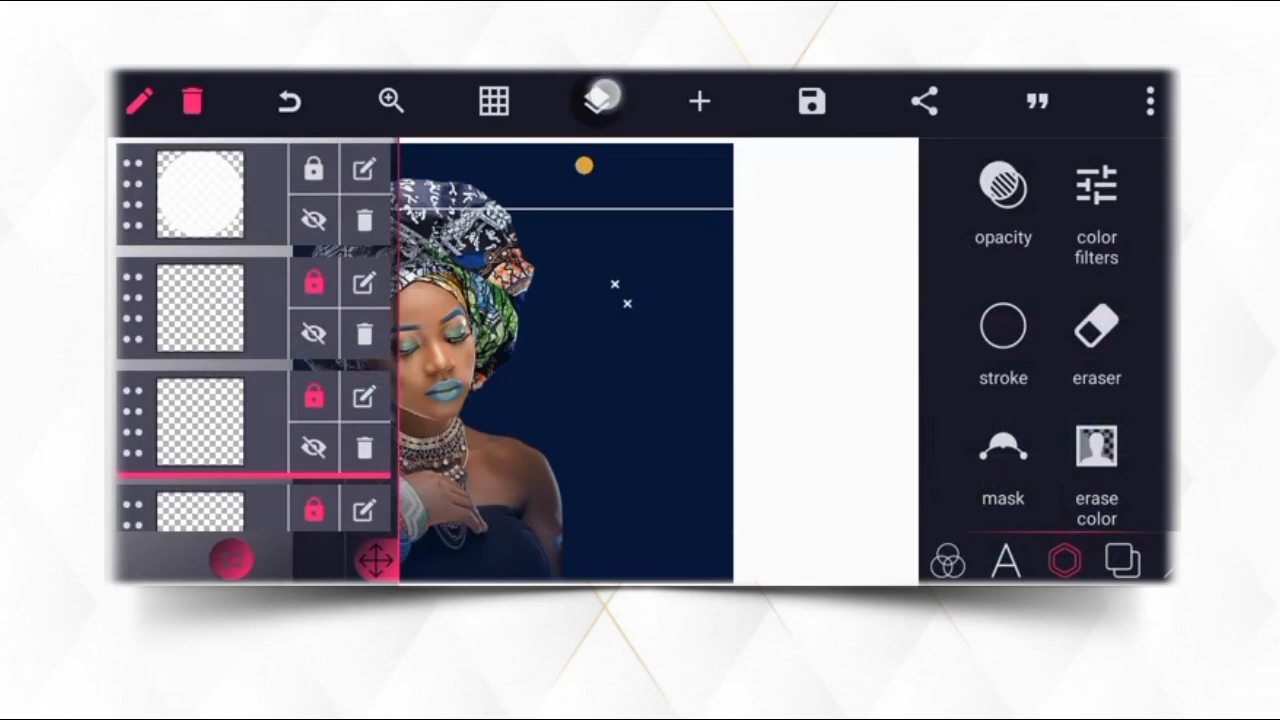 opacity
color
filters
stroke
eraser
mask
erase
color